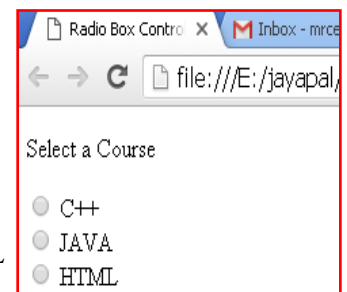 Radio Box Contro
Inbox - mrce
file:///E:/jayapal/
Select a Course
C++
JAVA
HTML